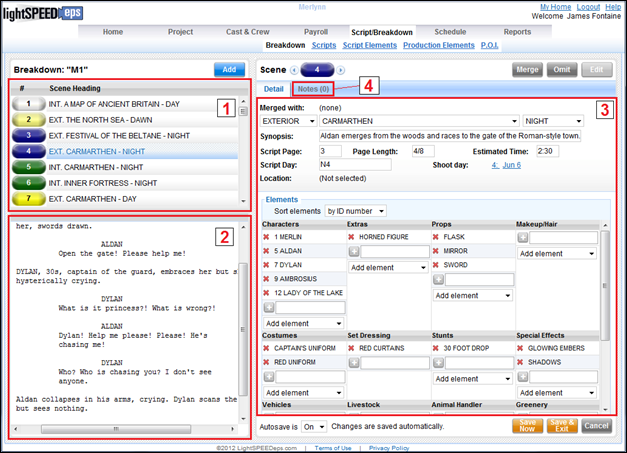 lightSPEED eps
Merlynn
My Home Logout Help
Welcome James Fontaine
Home Project Cast & Crew Payroll Script/Breakdown Schedule Reports
Breakdown Scripts Script Elements Production Elements P.O.I.
Breakdown: "M1" Add
# Scene Heading
1 INT. A MAP OF ANCIENT BRITAIN - DAY
2 EXT. THE NORTH SEA - DAWN
3 EXT. FESTIVAL OF THE BELTANE - NIGHT
4 EXT. CARMARTHEN - NIGHT
5 INT. CARMARTHEN - NIGHT
6 INT. INNER FORTRESS - NIGHT
7 EXT. CARMARTHEN - DAY
1
2
her, swords drawn.
ALDAN
Open the gate! Please help me!
DYLAN, 30s, captain of the guard, embraces her but s
hysterically crying.
DYLAN
What is it princess?! What is wrong?!
ALDAN
Dylan! Help me please! Please! He's
chasing me!
DYLAN
Who? Who is chasing you? I don't see
anyone.
Aldan collapses in his arms, crying. Dylan scans the
but sees nothing.
Scene 4 Merge Omit Edit
Detail Notes (0) 4
3
Merged with: (none)
EXTERIOR CARMARTHEN NIGHT
Synopsis: Aldan emerges from the woods and races to the gate of the Roman-style town.
Script Page: 3 Page Length: 4/8 Estimated Time: 2:30
Script Day: N4 Shoot day: 4: Jun 6
Location: (Not selected)
Elements
Sort elements by ID number
Characters Extras Props Makeup/Hair
1 MERLIN HORNED FIGURE FLASK
5 ALDAN MIRROR Add element
7 DYLAN Add element SWORD
9 AMBROSIUS
12 LADY OF THE LAKE Add element
Add element
Costumes Set Dressing Stunts Special Effects
CAPTAIN'S UNIFORM RED CURTAINS 30 FOOT DROP GLOWING EMBERS
RED UNIFORM SHADOWS
Add element Add element
Add element Add element
Vehicles Livestock Animal Handler Greenery
Autosave is On Changes are saved automatically. Save Now Save & Exit Cancel
©2012 LightSPEEDeps.com | Terms of Use | Privacy Policy